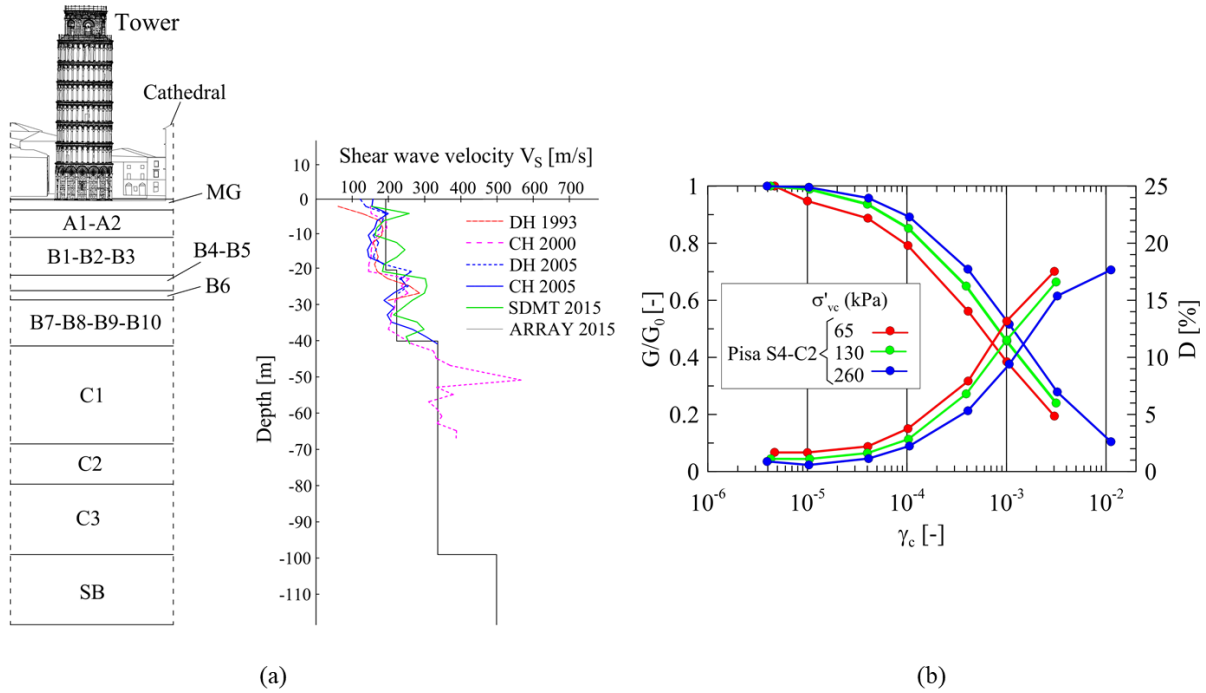 Tower
Cathedral
MG
A1-A2
B1-B2-B3
B4-B5
B6
B7-B8-B9-B10
C1
C2
C3
SB
Shear wave velocity V_S [m/s]
100 200 300 400 500 600 700
10
0
-10
-20
-30
-40
-50
-60
-70
-80
-90
-100
-110
Depth [m]
DH 1993
CH 2000
DH 2005
CH 2005
SDMT 2015
ARRAY 2015
(a)
1
0.8
0.6
0.4
0.2
0
G/G₀ [-]
25
20
15
10
5
0
D [%]
σ'vc (kPa)
Pisa S4-C2
65
130
260
10⁻⁶ 10⁻⁵ 10⁻⁴ 10⁻³ 10⁻²
γc [-]
(b)